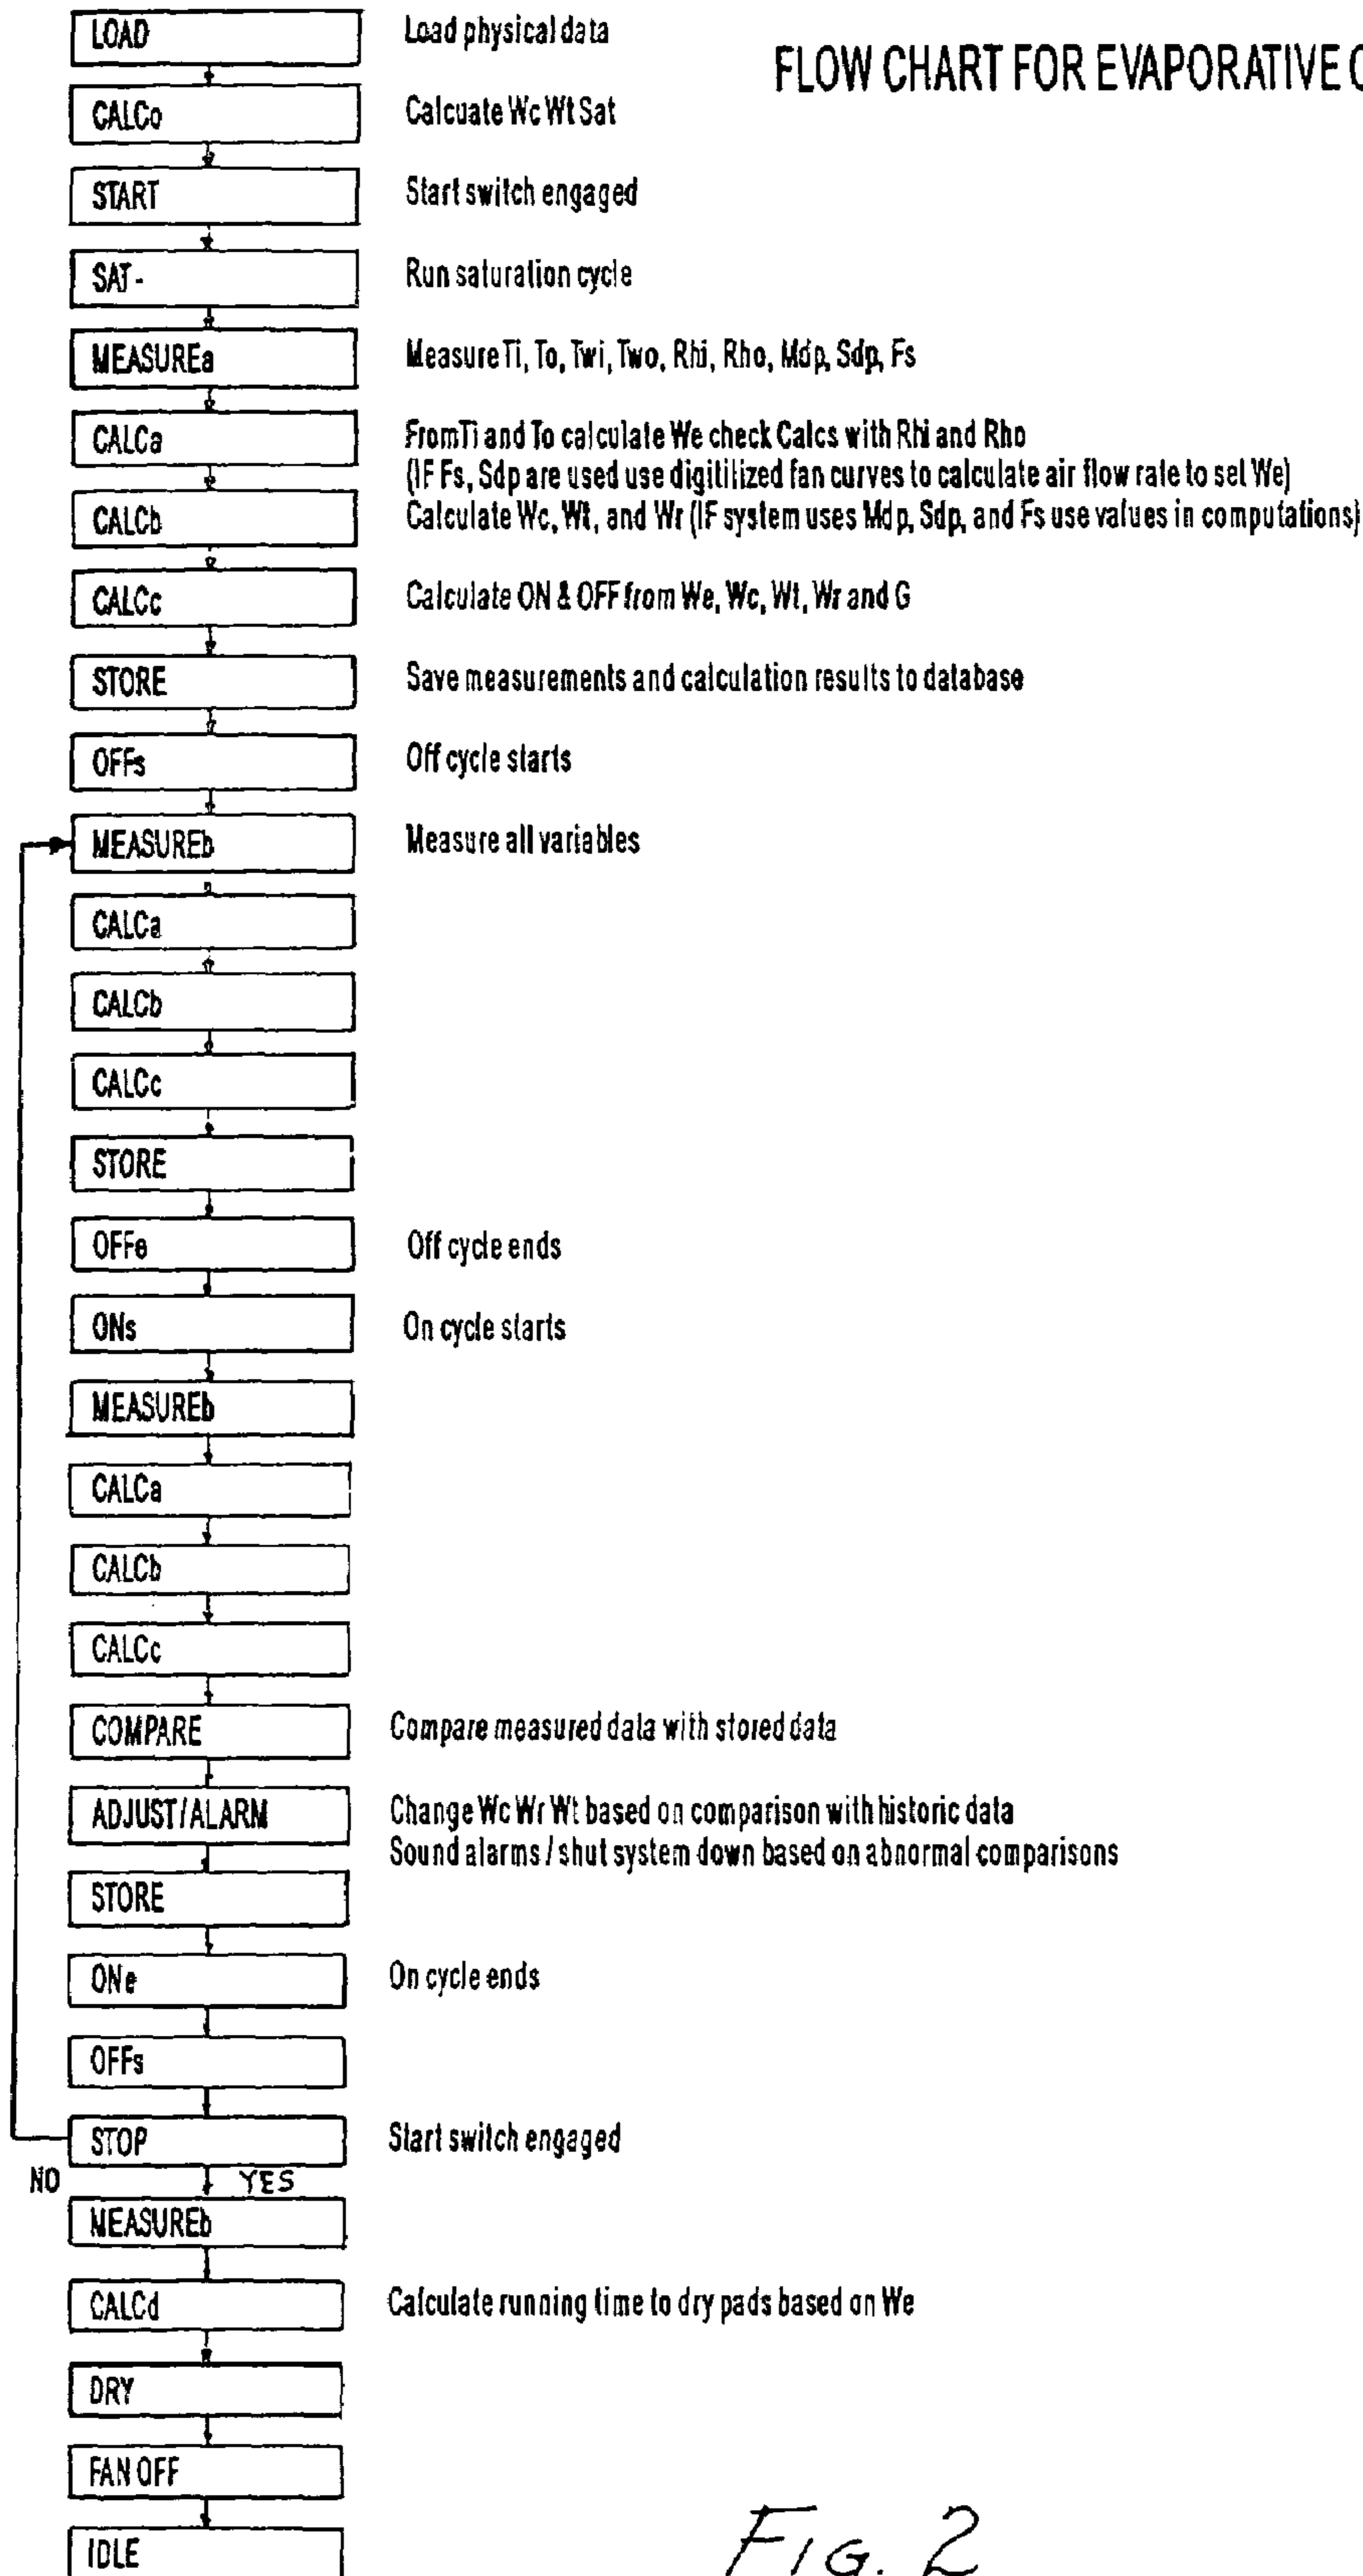 FLOW CHART FOR EVAPORATIVE
LOAD Load physical data
CALCo Calcuate Wc Wt Sat
START Start switch engaged
SAT - Run saturation cycle
MEASUREa Measure Ti, To, Twi, Two, Rhi, Rho, Mdp, Sdp, Fs
CALCa From Ti and To calculate We check Calcs with Rhi and Rho
(IF Fs, Sdp are used use digitilized fan curves to calculate air flow rate to sel We)
CALCb Calculate Wc, Wt, and Wr (IF system uses Mdp, Sdp, and Fs use values in computations)
CALCc Calculate ON & OFF from We, Wc, Wt, Wr and G
STORE Save measurements and calculation results to database
OFFs Off cycle starts
MEASUREb Measure all variables
CALCa
CALCb
CALCc
STORE
OFFe Off cycle ends
ONs On cycle starts
MEASUREb
CALCa
CALCb
CALCc
COMPARE Compare measured data with stored data
ADJUST/ALARM Change Wc Wr Wt based on comparison with historic data
Sound alarms / shut system down based on abnormal comparisons
STORE
ONe On cycle ends
OFFs
STOP Start switch engaged
NO YES
MEASUREb
CALCd Calculate running time to dry pads based on We
DRY
FAN OFF
IDLE
FIG. 2